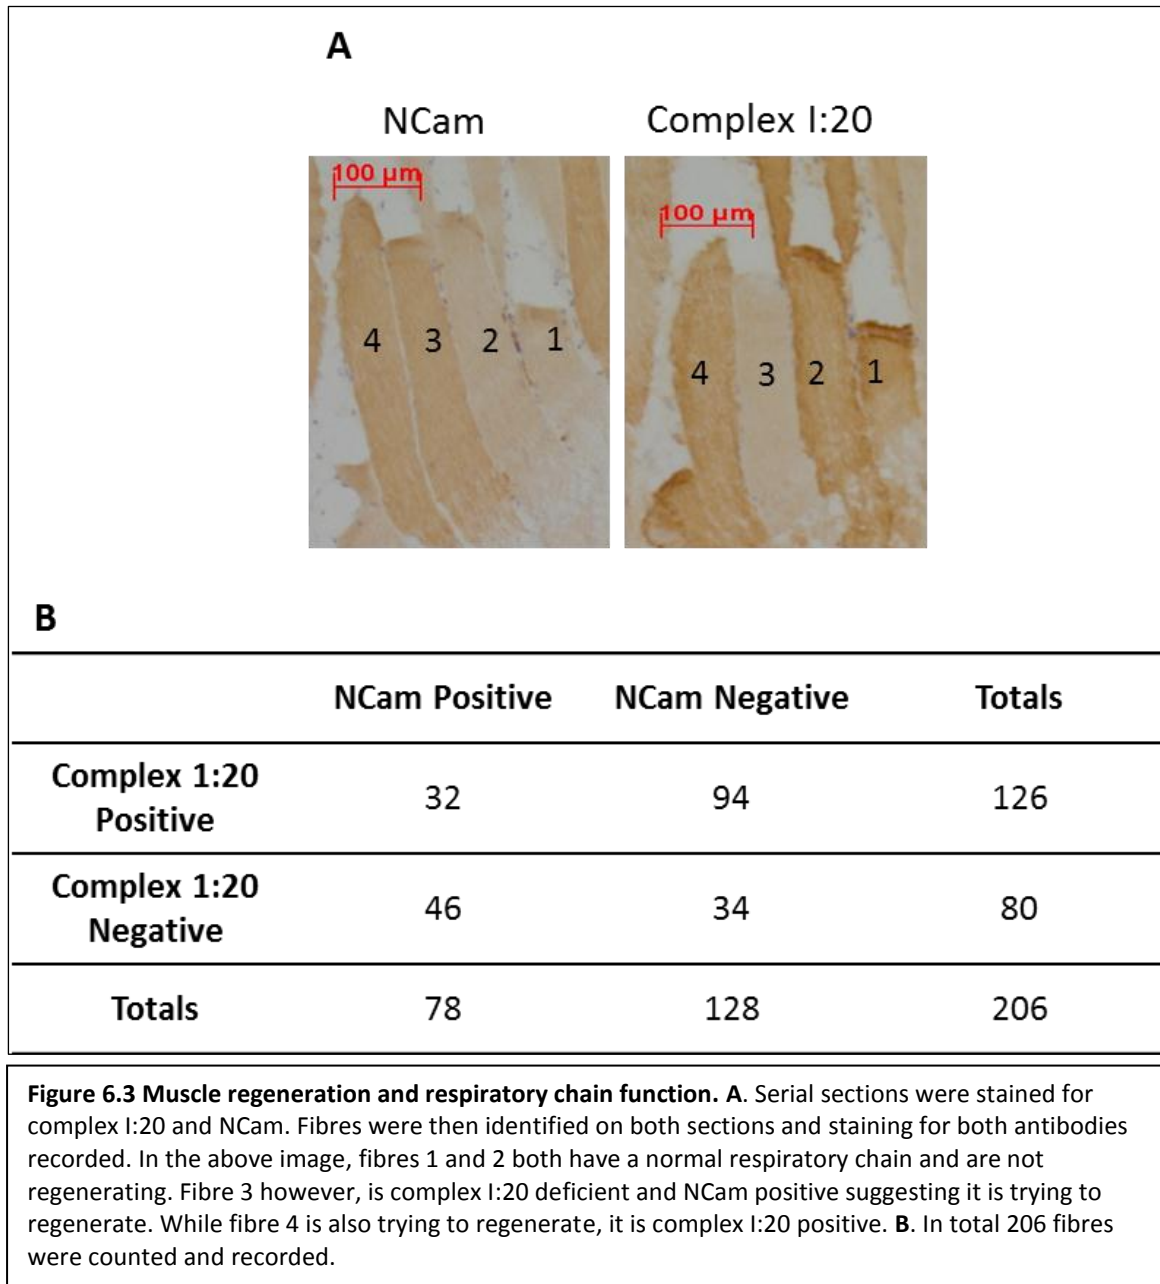 A
NCam Complex I:20
100 µm
100 µm
4 3 2 1
4 3 2 1
B
NCam Positive NCam Negative Totals
Complex 1:20
Positive 32 94 126
Complex 1:20
Negative 46 34 80
Totals 78 128 206
Figure 6.3 Muscle regeneration and respiratory chain function. A. Serial sections were stained for
complex I:20 and NCam. Fibres were then identified on both sections and staining for both antibodies
recorded. In the above image, fibres 1 and 2 both have a normal respiratory chain and are not
regenerating. Fibre 3 however, is complex I:20 deficient and NCam positive suggesting it is trying to
regenerate. While fibre 4 is also trying to regenerate, it is complex I:20 positive. B. In total 206 fibres
were counted and recorded.